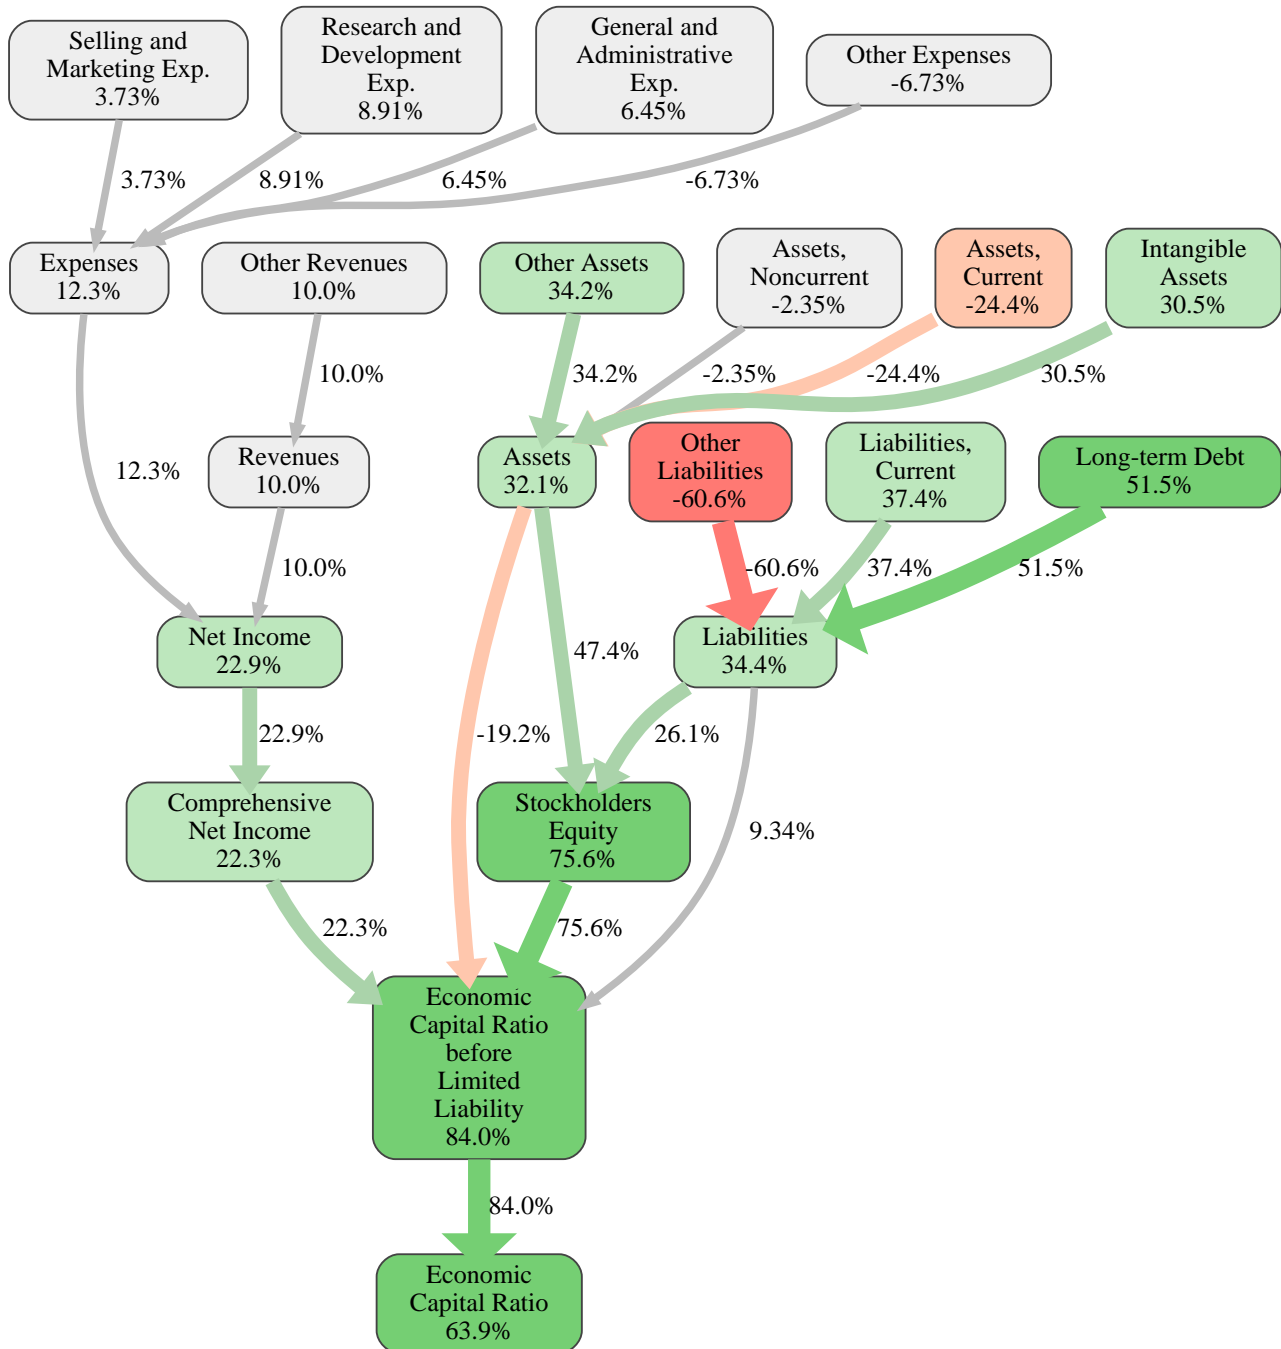 Selling and
Marketing Exp.
3.73%
Research and
Development
Exp.
8.91%
General and
Administrative
Exp.
6.45%
Other Expenses
-6.73%
3.73%
8.91%
6.45%
-6.73%
Expenses
12.3%
Other Revenues
10.0%
Other Assets
34.2%
Assets,
Noncurrent
-2.35%
Assets,
Current
-24.4%
Intangible
Assets
30.5%
10.0%
34.2%
-2.35%
-24.4%
30.5%
12.3%
Revenues
10.0%
Assets
32.1%
Other
Liabilities
-60.6%
Liabilities,
Current
37.4%
Long-term Debt
51.5%
10.0%
-60.6%
37.4%
51.5%
Net Income
22.9%
47.4%
Liabilities
34.4%
22.9%
-19.2%
26.1%
Comprehensive
Net Income
22.3%
Stockholders
Equity
75.6%
9.34%
22.3%
75.6%
Economic
Capital Ratio
before
Limited
Liability
84.0%
84.0%
Economic
Capital Ratio
63.9%